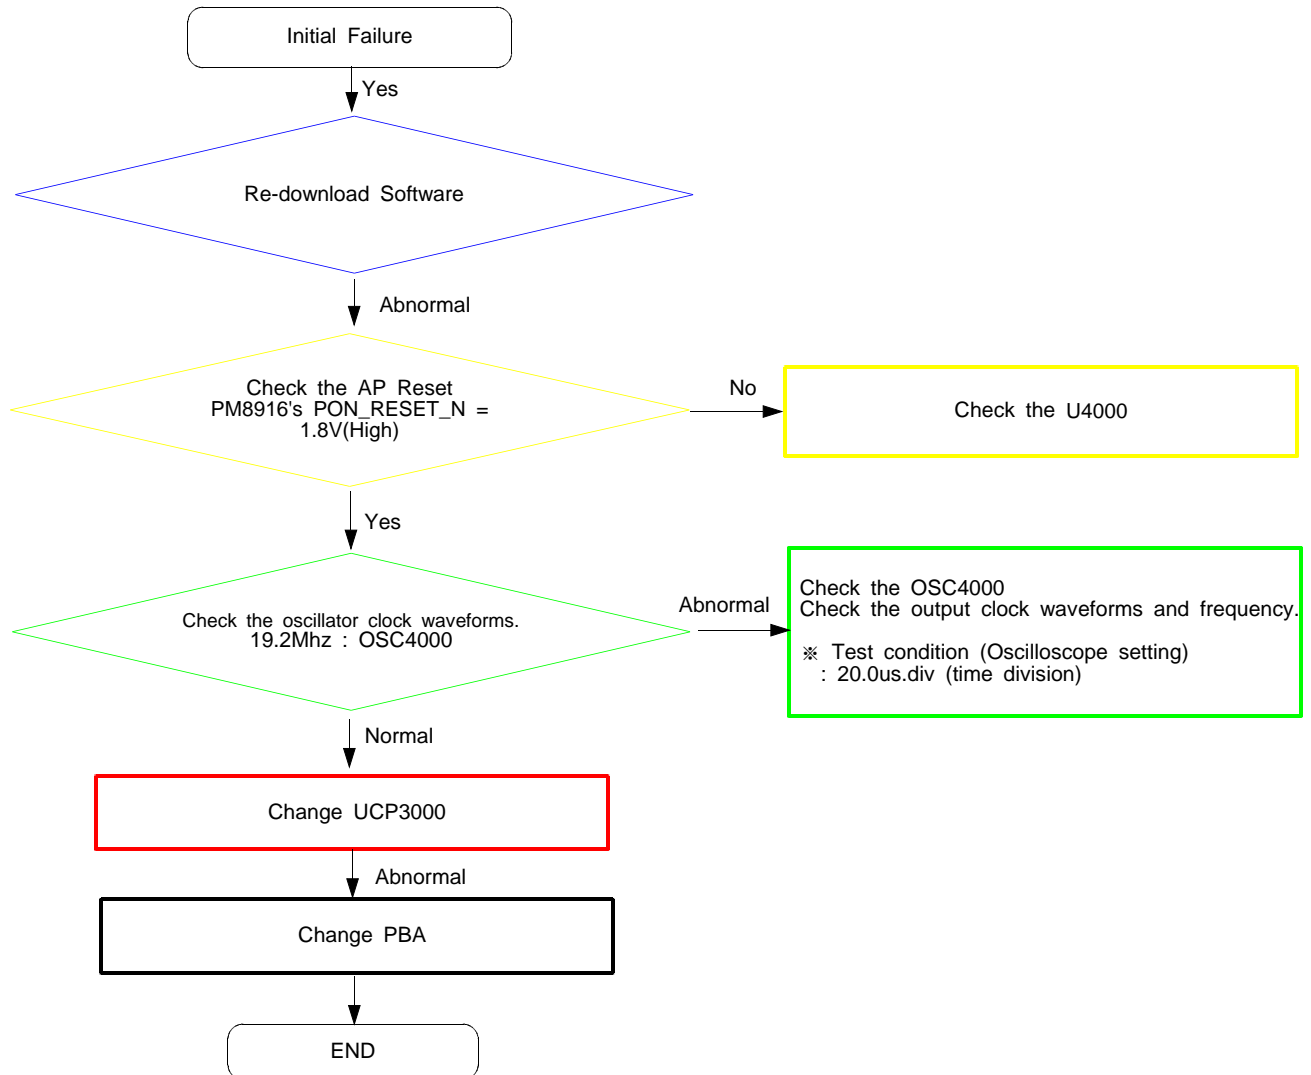 Initial Failure
Yes
Re-download Software
Abnormal
Check the AP Reset
PM8916's PON_RESET_N =
1.8V(High)
No
Check the U4000
Yes
Check the oscillator clock waveforms.
19.2Mhz : OSC4000
Abnormal
Check the OSC4000
Check the output clock waveforms and frequency.
※ Test condition (Oscilloscope setting)
: 20.0us.div (time division)
Normal
Change UCP3000
Abnormal
Change PBA
END